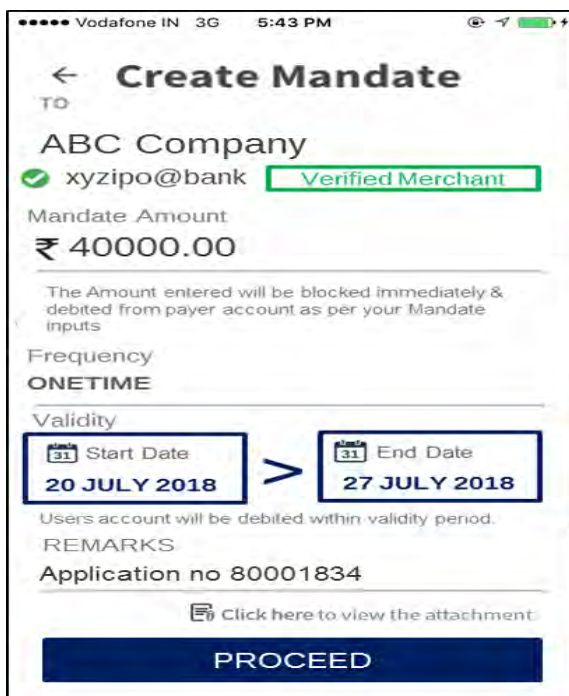 Vodafone IN 3G 5:43 PM
← Create Mandate
TO
ABC Company
xyzipo@bank Verified Merchant
Mandate Amount
₹ 40000.00
The Amount entered will be blocked immediately &
debited from payer account as per your Mandate
inputs
Frequency
ONETIME
Validity
31 Start Date > 31 End Date
20 JULY 2018 27 JULY 2018
Users account will be debited within validity period.
REMARKS
Application no 80001834
Click here to view the attachment
PROCEED